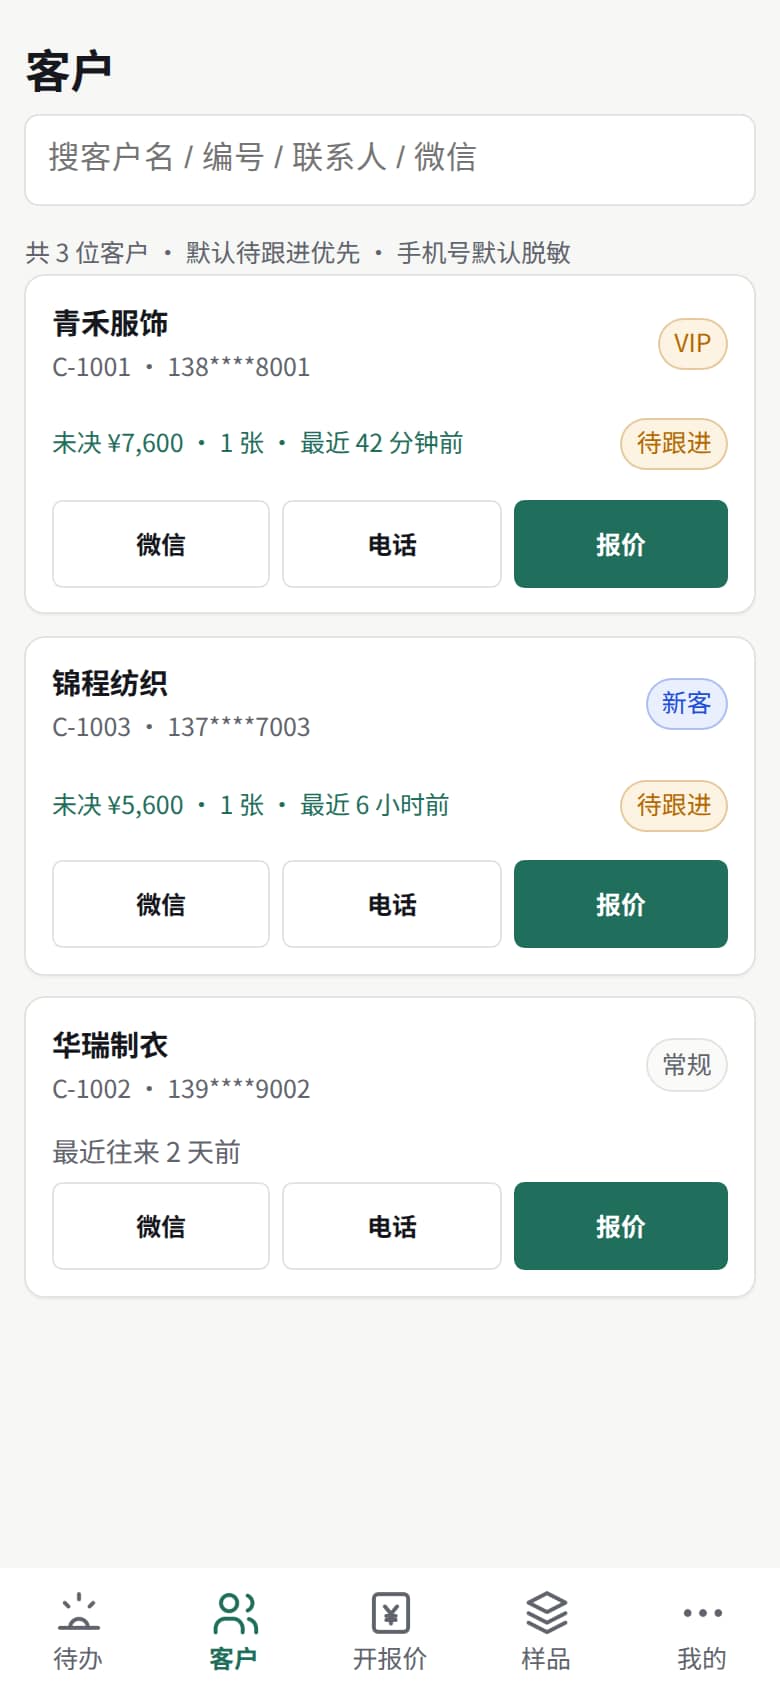 客户
搜客户名 / 编号 / 联系人 / 微信
共 3 位客户 · 默认待跟进优先 · 手机号默认脱敏
青禾服饰
VIP
C-1001 · 138****8001
未决 ¥7,600 · 1 张 · 最近 42 分钟前
待跟进
微信 电话 报价
锦程纺织
新客
C-1003 · 137****7003
未决 ¥5,600 · 1 张 · 最近 6 小时前
待跟进
微信 电话 报价
华瑞制衣
常规
C-1002 · 139****9002
最近往来 2 天前
微信 电话 报价
待办 客户 开报价 样品 我的